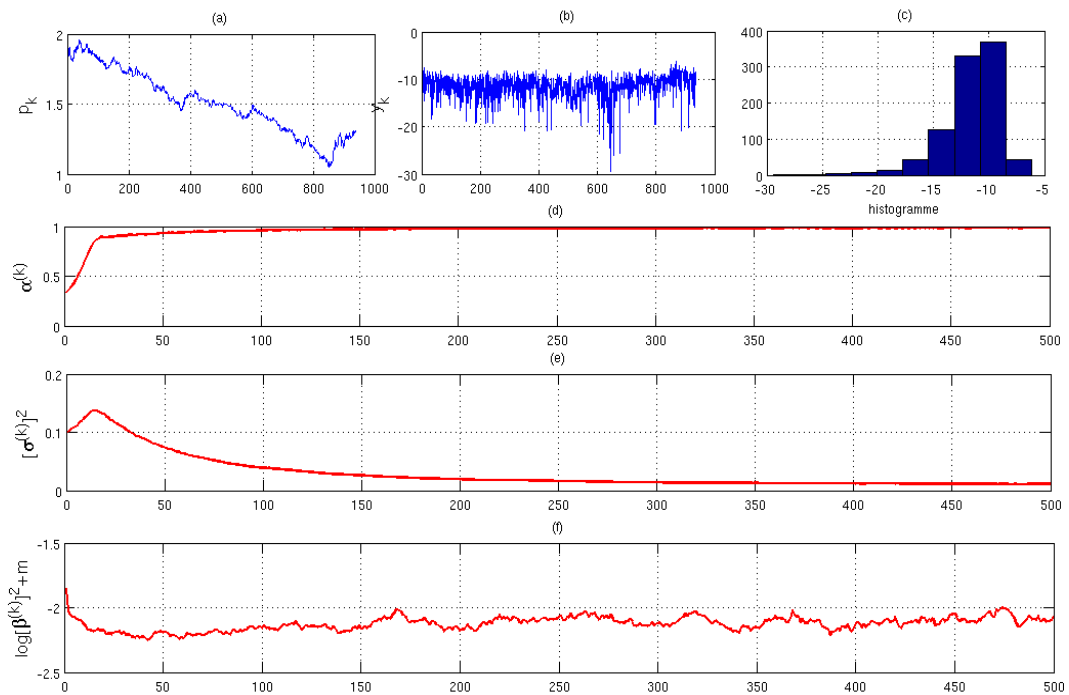 (a)
(b)
(c)
2
1.5
1
p_k
0 200 400 600 800 1000
0
-10
-20
-30
y_k
0 200 400 600 800 1000
400
300
200
100
0
-30 -25 -20 -15 -10 -5
histogramme
(d)
1
0.5
0
α^(k)
0 50 100 150 200 250 300 350 400 450 500
(e)
0.2
0.1
0
[σ^(k)]²
0 50 100 150 200 250 300 350 400 450 500
(f)
-1.5
-2
-2.5
log[β^(k)]²+m
0 50 100 150 200 250 300 350 400 450 500